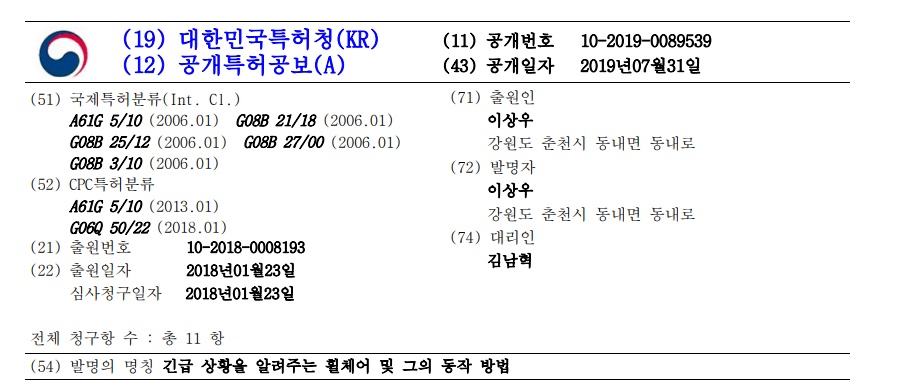 (19) 대한민국특허청(KR)
(12) 공개특허공보(A)
(11) 공개번호 10-2019-0089539
(43) 공개일자 2019년07월31일
(51) 국제특허분류(Int. Cl.)
A61G 5/10 (2006.01) G08B 21/18 (2006.01)
G08B 25/12 (2006.01) G08B 27/00 (2006.01)
G08B 3/10 (2006.01)
(52) CPC특허분류
A61G 5/10 (2013.01)
G06Q 50/22 (2018.01)
(21) 출원번호 10-2018-0008193
(22) 출원일자 2018년01월23일
심사청구일자 2018년01월23일
(71) 출원인
이상우
강원도 춘천시 동내면 동내로
(72) 발명자
이상우
강원도 춘천시 동내면 동내로
(74) 대리인
김남혁
전체 청구항 수 : 총 11 항
(54) 발명의 명칭 긴급 상황을 알려주는 휠체어 및 그의 동작 방법